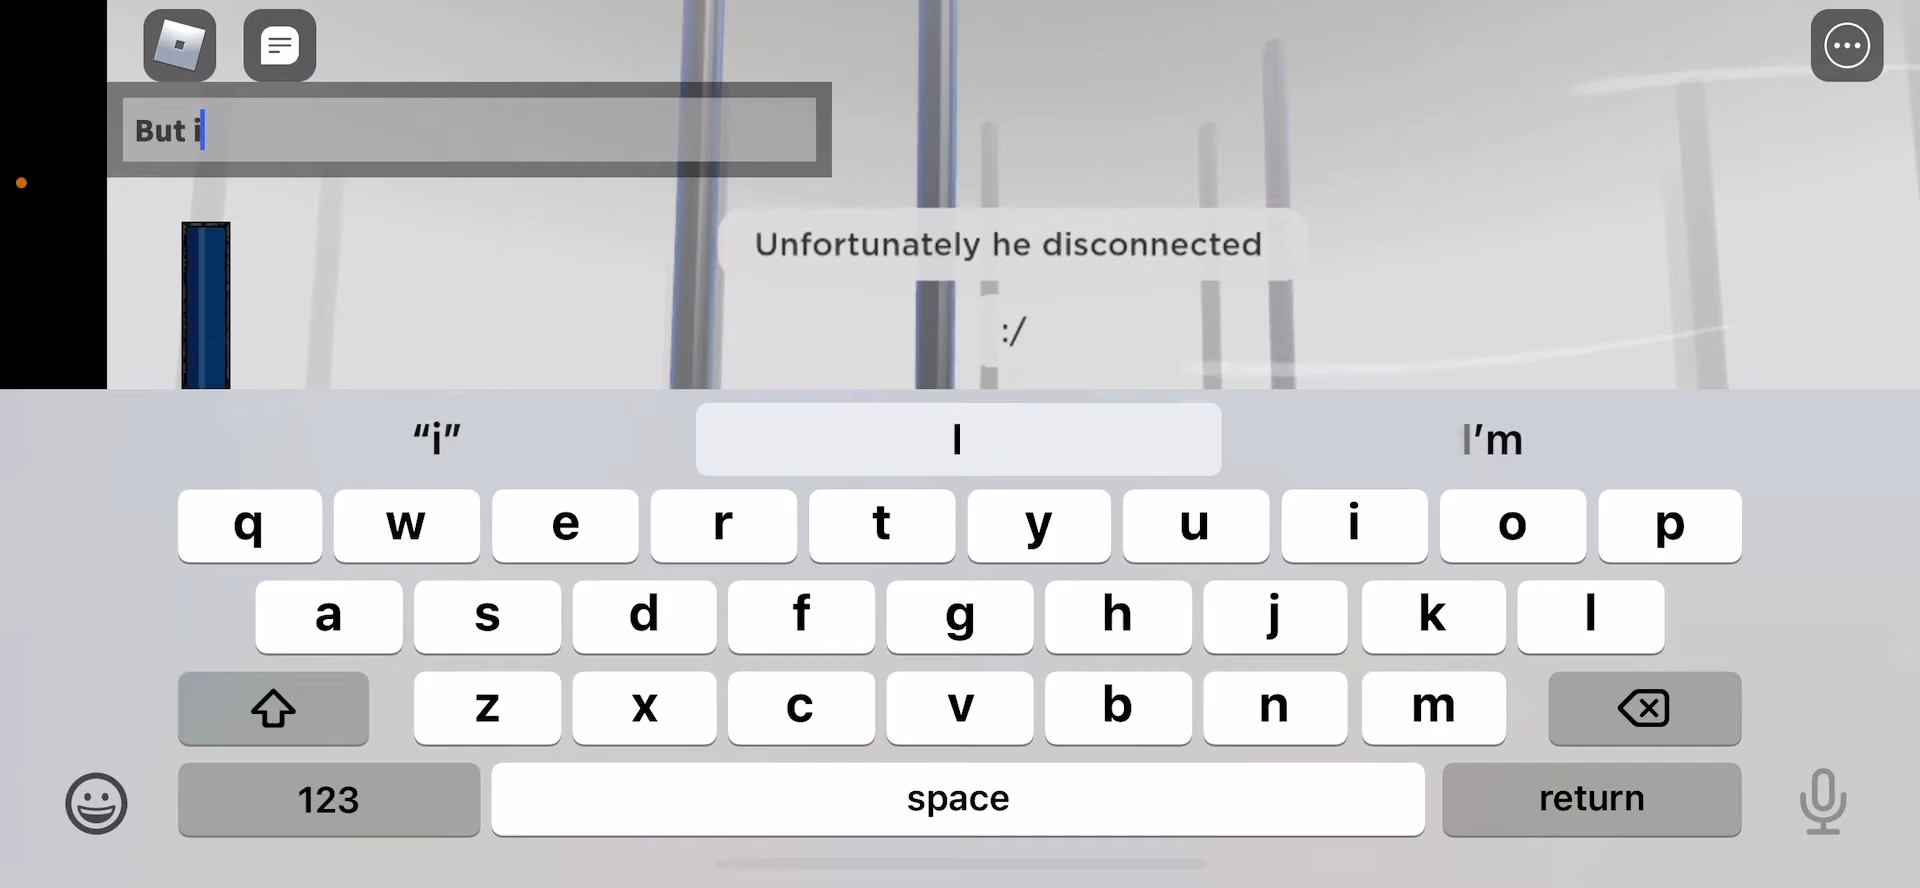 But i
Unfortunately he disconnected
:/
“i” I I’m
q w e r t y u i o p
a s d f g h j k l
z x c v b n m
123 space return